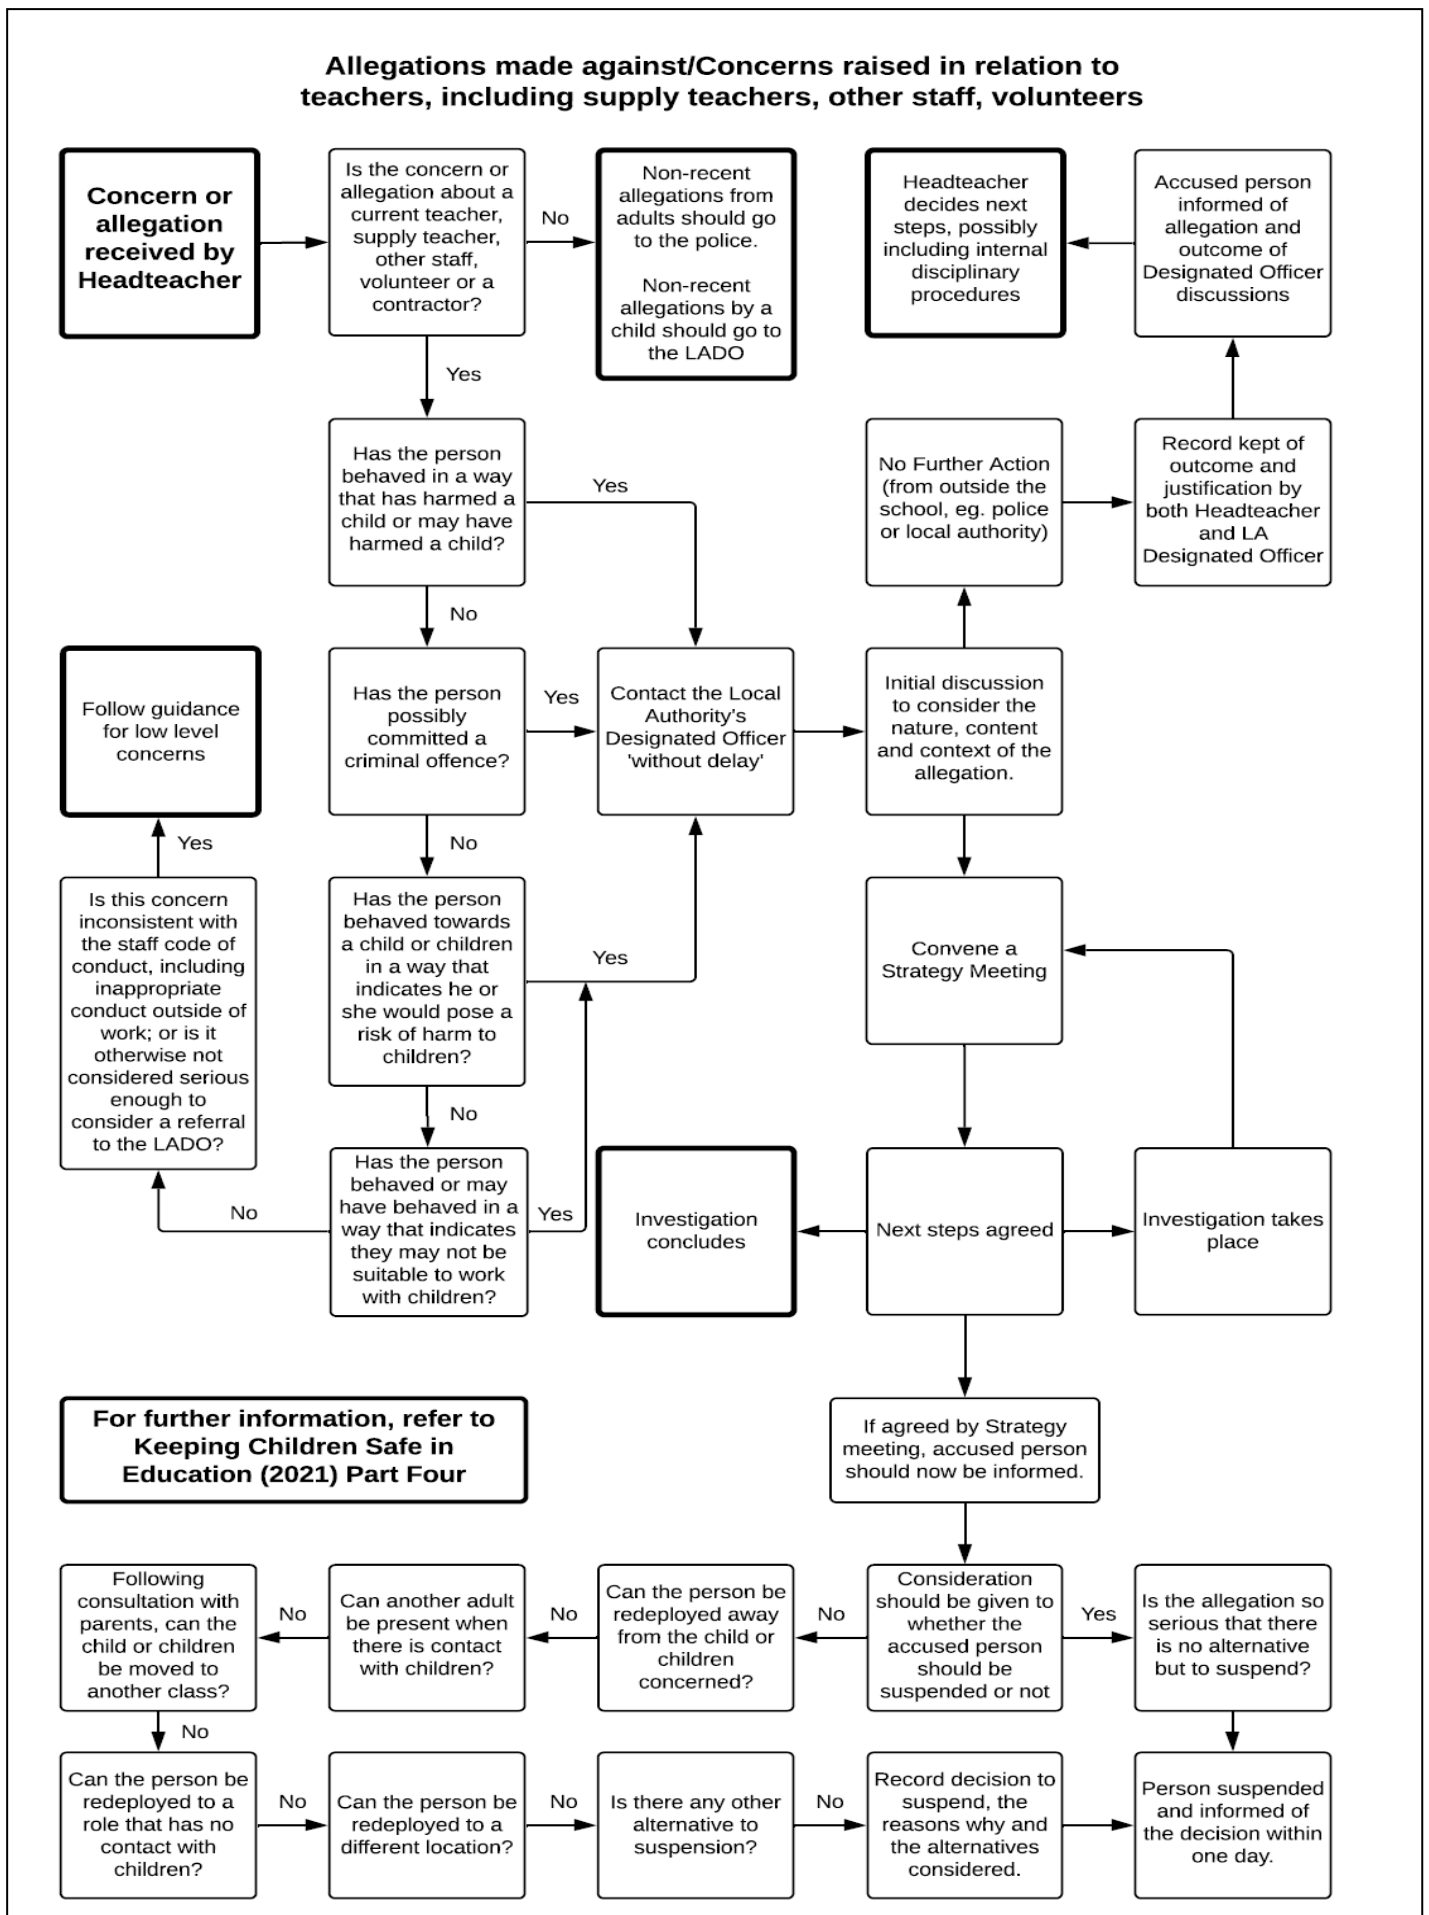 Allegations made against/Concerns raised in relation to
teachers, including supply teachers, other staff, volunteers
Concern or
allegation
received by
Headteacher
Is the concern or
allegation about a
current teacher,
supply teacher,
other staff,
volunteer or a
contractor?
No
Non-recent
allegations from
adults should go
to the police.
Non-recent
allegations by a
child should go to
the LADO
Headteacher
decides next
steps, possibly
including internal
disciplinary
procedures
Accused person
informed of
allegation and
outcome of
Designated Officer
discussions
Yes
Has the person
behaved in a way
that has harmed a
child or may have
harmed a child?
Yes
No Further Action
(from outside the
school, eg. police
or local authority)
Record kept of
outcome and
justification by
both Headteacher
and LA
Designated Officer
No
Follow guidance
for low level
concerns
Has the person
possibly
committed a
criminal offence?
Yes
Contact the Local
Authority's
Designated Officer
'without delay'
Initial discussion
to consider the
nature, content
and context of the
allegation.
Yes
No
Is this concern
inconsistent with
the staff code of
conduct, including
inappropriate
conduct outside of
work; or is it
otherwise not
considered serious
enough to
consider a referral
to the LADO?
Has the person
behaved towards
a child or children
in a way that
indicates he or
she would pose a
risk of harm to
children?
Yes
Convene a
Strategy Meeting
No
No
Has the person
behaved or may
have behaved in a
way that indicates
they may not be
suitable to work
with children?
Yes
Investigation
concludes
Next steps agreed
Investigation takes
place
For further information, refer to
Keeping Children Safe in
Education (2021) Part Four
If agreed by Strategy
meeting, accused person
should now be informed.
Following
consultation with
parents, can the
child or children
be moved to
another class?
No
Can another adult
be present when
there is contact
with children?
No
Can the person be
redeployed away
from the child or
children
concerned?
No
Consideration
should be given to
whether the
accused person
should be
suspended or not
Yes
Is the allegation so
serious that there
is no alternative
but to suspend?
No
Can the person be
redeployed to a
role that has no
contact with
children?
No
Can the person be
redeployed to a
different location?
No
Is there any other
alternative to
suspension?
No
Record decision to
suspend, the
reasons why and
the alternatives
considered.
Person suspended
and informed of
the decision within
one day.